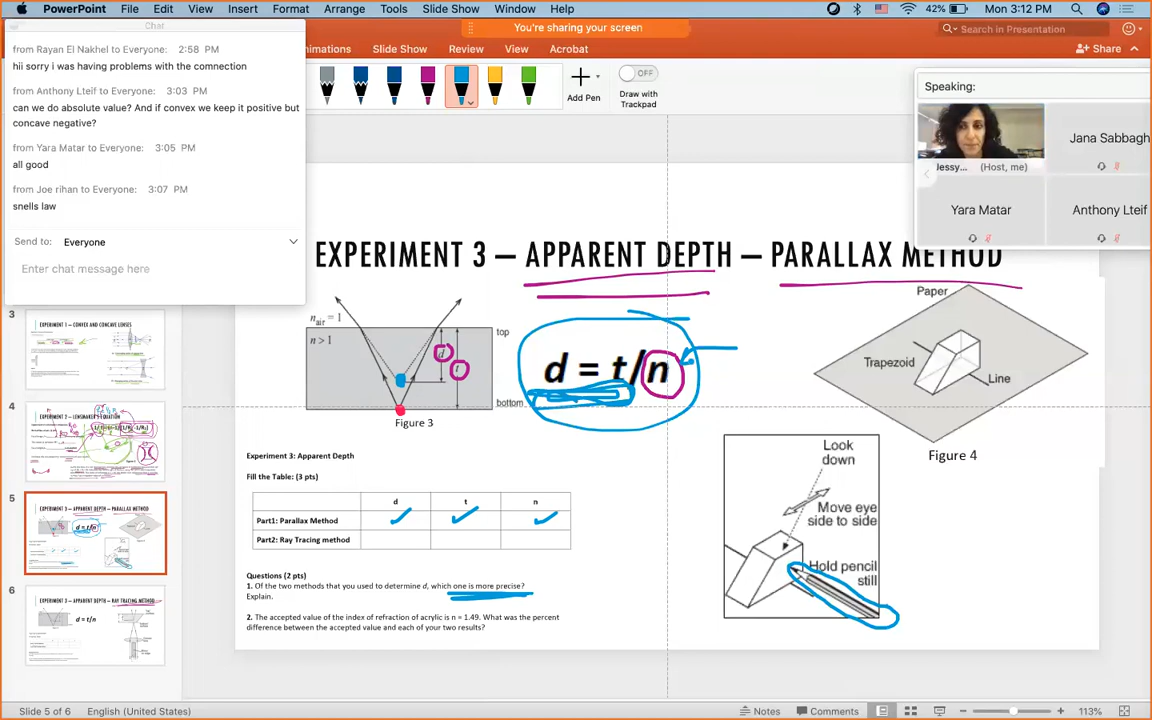 PowerPoint File Edit View Insert Format Arrange Tools Slide Show Window Help 42% Mon 3:12 PM
You're sharing your screen
Search in Presentation
nimations Slide Show Review View Acrobat
Share
Chat
from Rayan El Nakhel to Everyone: 2:58 PM
hii sorry i was having problems with the comnection
from Anthony Lteif to Everyone: 3:03 PM
can we do absolute value? And if convex we keep it positive but
concave negative?
from Yara Matar to Everyone: 3:05 PM
all good
from Joe rihan to Everyone: 3:07 PM
snells law
Send to: Everyone
Enter chat message here
Add Pen
OFF
Draw with
Trackpad
Speaking:
Jessy... (Host, me)
Jana Sabbagh
Yara Matar
Anthony Lteif
3
4
5
6
EXPERIMENT 3 – APPARENT DEPTH – PARALLAX METHOD
nair = 1
n > 1
d
t
top
bottom
Figure 3
d = t/n
Paper
Trapezoid
Line
Figure 4
Look
down
Move eye
side to side
Hold pencil
still
Experiment 3: Apparent Depth
Fill the Table: (3 pts)
d t n
Part1: Parallax Method
Part2: Ray Tracing method
Questions (2 pts)
1. Of the two methods that you used to determine d, which one is more precise?
Explain.
2. The accepted value of the index of refraction of acrylic is n = 1.49. What was the percent
difference between the accepted value and each of your two results?
Slide 5 of 6 English (United States) Notes Comments 113%